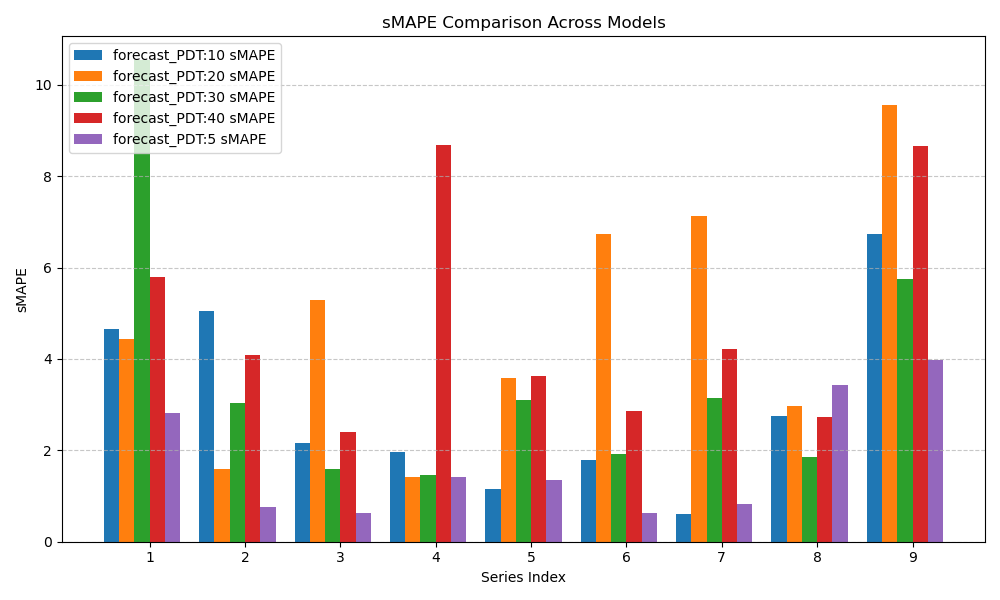 sMAPE Comparison Across Models
forecast_PDT:10 sMAPE
forecast_PDT:20 sMAPE
forecast_PDT:30 sMAPE
forecast_PDT:40 sMAPE
forecast_PDT:5 sMAPE
sMAPE
10
8
6
4
2
0
1 2 3 4 5 6 7 8 9
Series Index